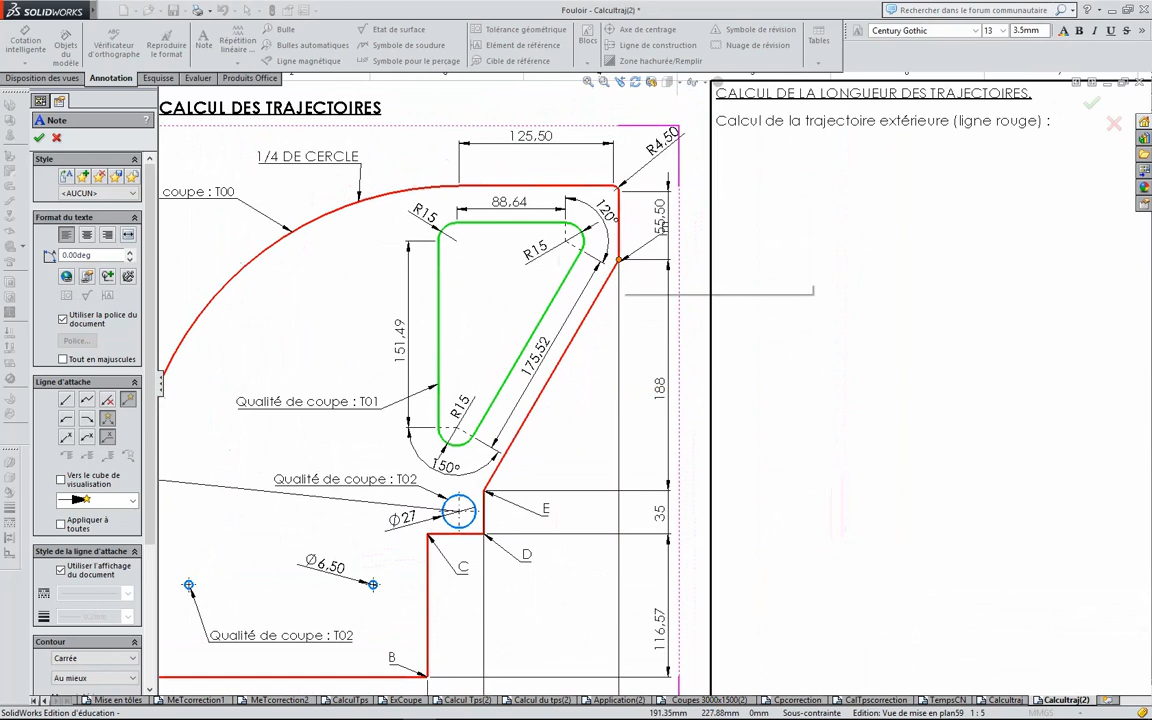 SOLIDWORKS
Fouloir - Calcultraj(2) *
Rechercher dans le forum communautaire
Cotation intelligente
Objets du modèle
Vérificateur d'orthographe
Reproduire le format
Note
Répétition linéaire ...
Bulle
Bulles automatiques
Ligne magnétique
Etat de surface
Symbole de soudure
Symbole pour le perçage
Tolérance géométrique
Elément de référence
Cible de référence
Blocs
Axe de centrage
Ligne de construction
Zone hachurée/Remplir
Symbole de révision
Nuage de révision
Tables
Century Gothic
13
3.5mm
A B I U S
Disposition des vues
Annotation
Esquisse
Evaluer
Produits Office
Note
?
Style
<AUCUN>
Format du texte
0.00deg
Utiliser la police du document
Police...
Tout en majuscules
Ligne d'attache
Vers le cube de visualisation
Appliquer à toutes
Style de la ligne d'attache
Utiliser l'affichage du document
Contour
Carrée
Au mieux
CALCUL DES TRAJECTOIRES
125,50
R4,50
1/4 DE CERCLE
coupe : T00
88,64
120°
55,50
R15
R15
151,49
175,52
188
Qualité de coupe : T01
R15
150°
Qualité de coupe : T02
Ø27
E
35
D
C
Ø6,50
Qualité de coupe : T02
116,57
B
CALCUL DE LA LONGUEUR DES TRAJECTOIRES.
Calcul de la trajectoire extérieure (ligne rouge) :
Mise en tôles
MeTcorrection1
MeTcorrection2
CalculTps
ExCoupe
Calcul Tps(2)
Calcul du tps(2)
Application(2)
Coupes 3000x1500(2)
Cpcorrection
CalTpscorrection
TempsCN
Calcultraj
Calcultraj(2)
SolidWorks Edition d'éducation -
191.35mm
227.88mm
0mm
Sous-contrainte
Edition: Vue de mise en plan59
1 : 5
MMGS